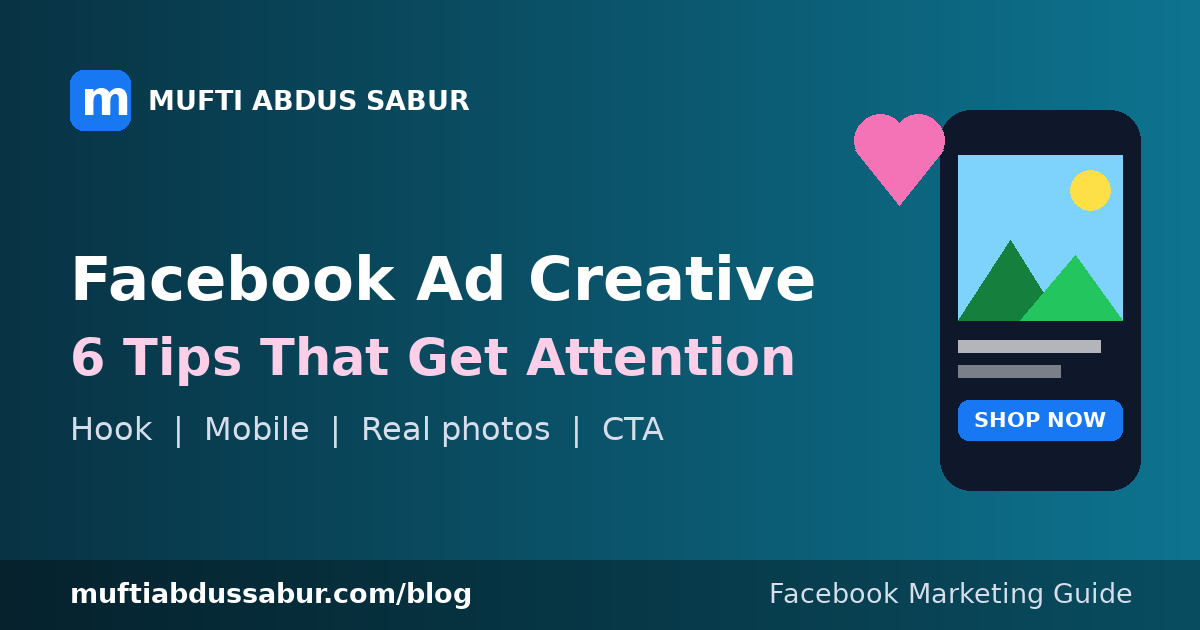 m
MUFTI ABDUS SABUR
Facebook Ad Creative
6 Tips That Get Attention
Hook | Mobile | Real photos | CTA
SHOP NOW
muftiabdussabur.com/blog
Facebook Marketing Guide